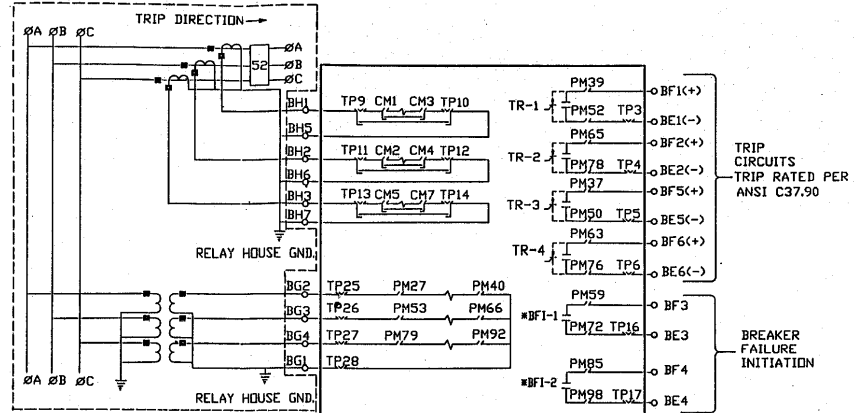 TRIP DIRECTION
ØA ØB ØC
ØA
52
ØB
ØC
BH1 TP9 CM1 CM3 TP10
BH5
BH2 TP11 CM2 CM4 TP12
BH6
BH3 TP13 CM5 CM7 TP14
BH7
RELAY HOUSE GND.
BG2 TP25 PM27 PM40
BG3 TP26 PM53 PM66
BG4 TP27 PM79 PM92
BG1 TP28
ØA ØB ØC
RELAY HOUSE GND.
PM39 BF1(+)
TR-1
PM52 TP3 BE1(-)
PM65 BF2(+)
TR-2
PM78 TP4 BE2(-)
PM37 BF5(+)
TR-3
PM50 TP5 BE5(-)
PM63 BF6(+)
TR-4
PM76 TP6 BE6(-)
TRIP
CIRCUITS
TRIP RATED PER
ANSI C37.90
PM59 BF3
*BFI-1
PM72 TP16 BE3
PM85 BF4
*BFI-2
PM98 TP17 BE4
BREAKER
FAILURE
INITIATION